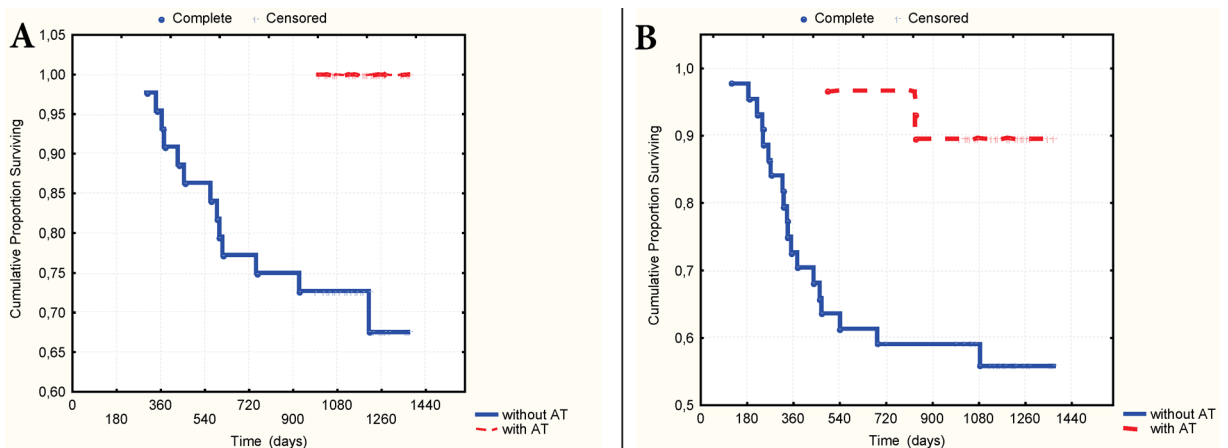 A
Complete Censored
Cumulative Proportion Surviving
1,05
1,00
0,95
0,90
0,85
0,80
0,75
0,70
0,65
0,60
0 360 720 1080 1440
180 540 900 1260
Time (days)
without AT
with AT
B
Complete Censored
Cumulative Proportion Surviving
1,0
0,9
0,8
0,7
0,6
0,5
0 180 360 540 720 900 1080 1260 1440
Time (days)
without AT
with AT